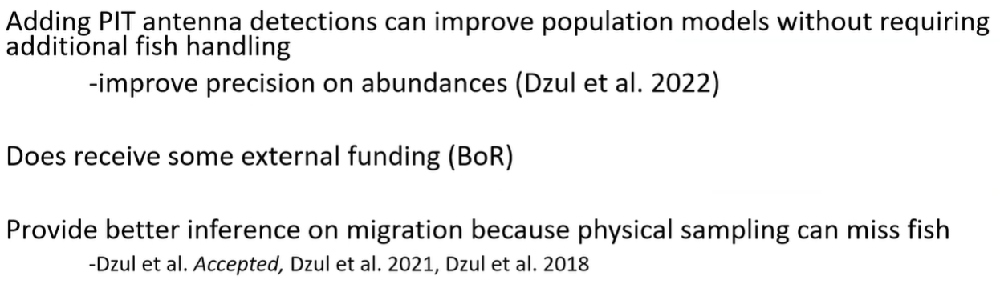 Adding PIT antenna detections can improve population models without requiring
additional fish handling
-improve precision on abundances (Dzul et al. 2022)
Does receive some external funding (BoR)
Provide better inference on migration because physical sampling can miss fish
-Dzul et al. Accepted, Dzul et al. 2021, Dzul et al. 2018